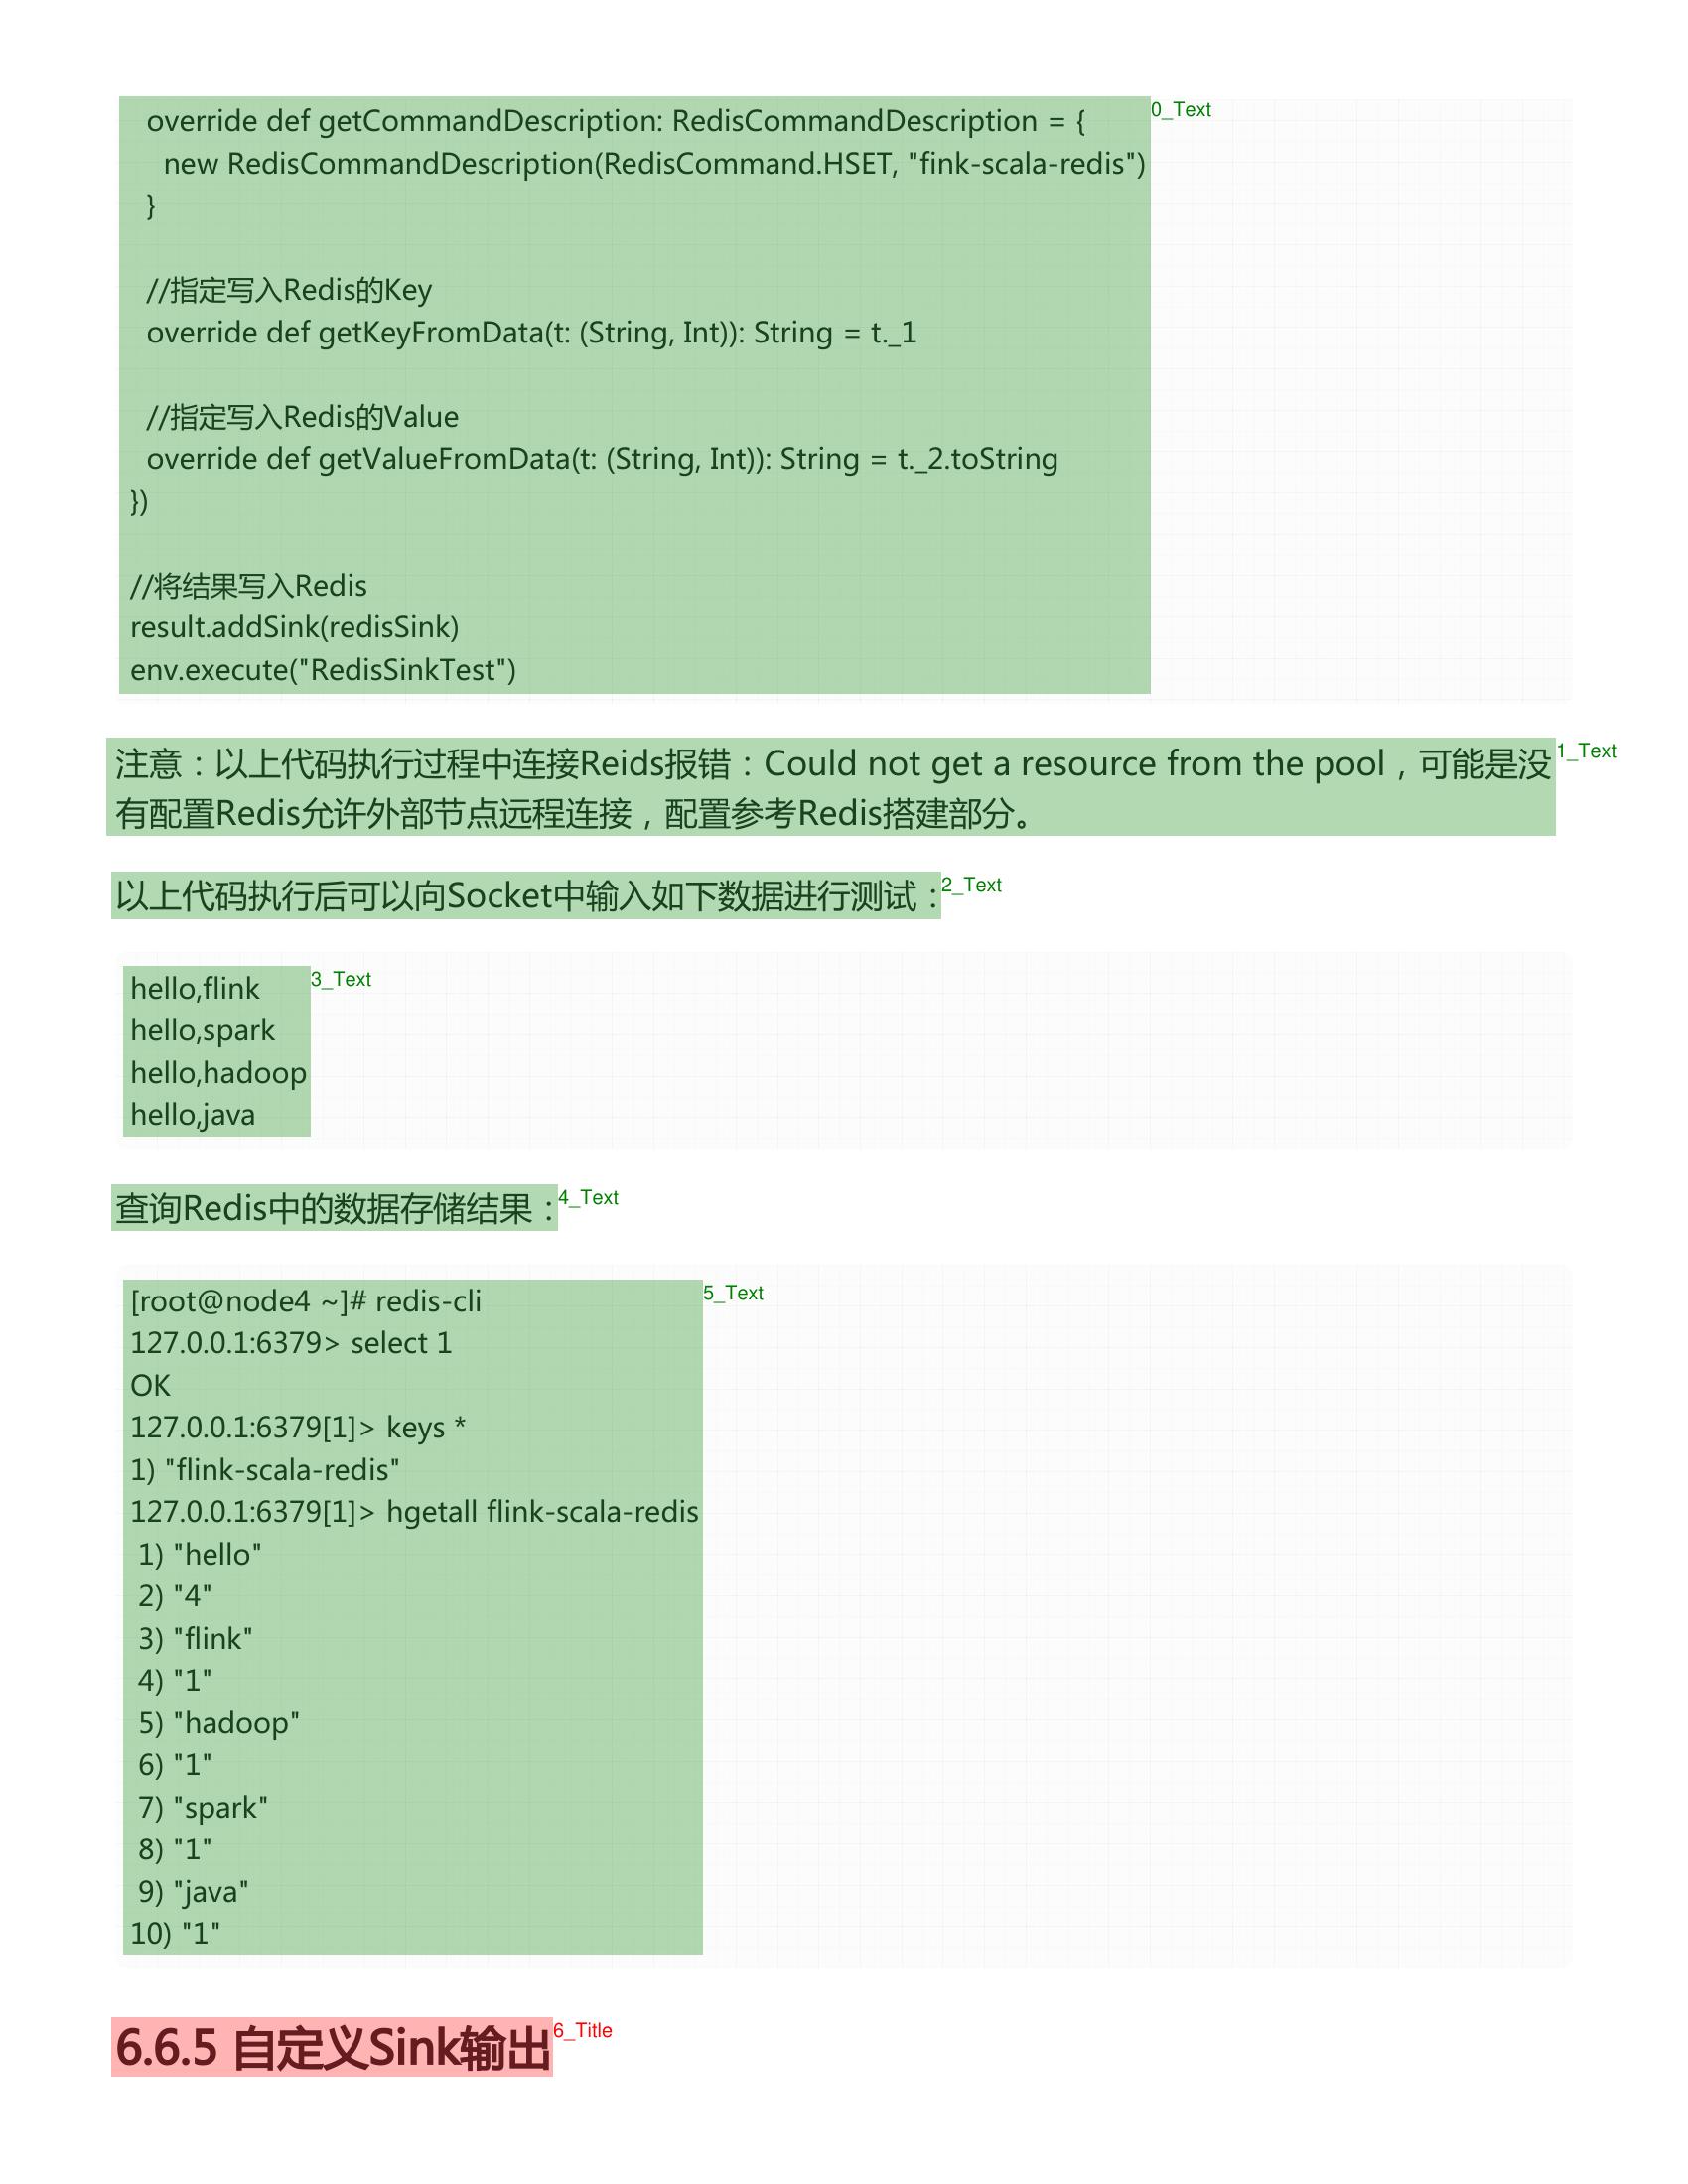 override def getCommandDescription: RedisCommandDescription = {
new RedisCommandDescription(RedisCommand.HSET, "fink-scala-redis")
}
//指定写入Redis的Key
override def getKeyFromData(t: (String, Int)): String = t._1
//指定写入Redis的Value
override def getValueFromData(t: (String, Int)): String = t._2.toString
})
//将结果写入Redis
result.addSink(redisSink)
env.execute("RedisSinkTest")
0_Text
注意：以上代码执行过程中连接Reids报错：Could not get a resource from the pool，可能是没
有配置Redis允许外部节点远程连接，配置参考Redis搭建部分。
1_Text
以上代码执行后可以向Socket中输入如下数据进行测试：
2_Text
hello,flink
hello,spark
hello,hadoop
hello,java
3_Text
查询Redis中的数据存储结果：
4_Text
[root@node4 ~]# redis-cli
127.0.0.1:6379> select 1
OK
127.0.0.1:6379[1]> keys *
1) "flink-scala-redis"
127.0.0.1:6379[1]> hgetall flink-scala-redis
1) "hello"
2) "4"
3) "flink"
4) "1"
5) "hadoop"
6) "1"
7) "spark"
8) "1"
9) "java"
10) "1"
5_Text
6.6.5 自定义Sink输出
6_Title